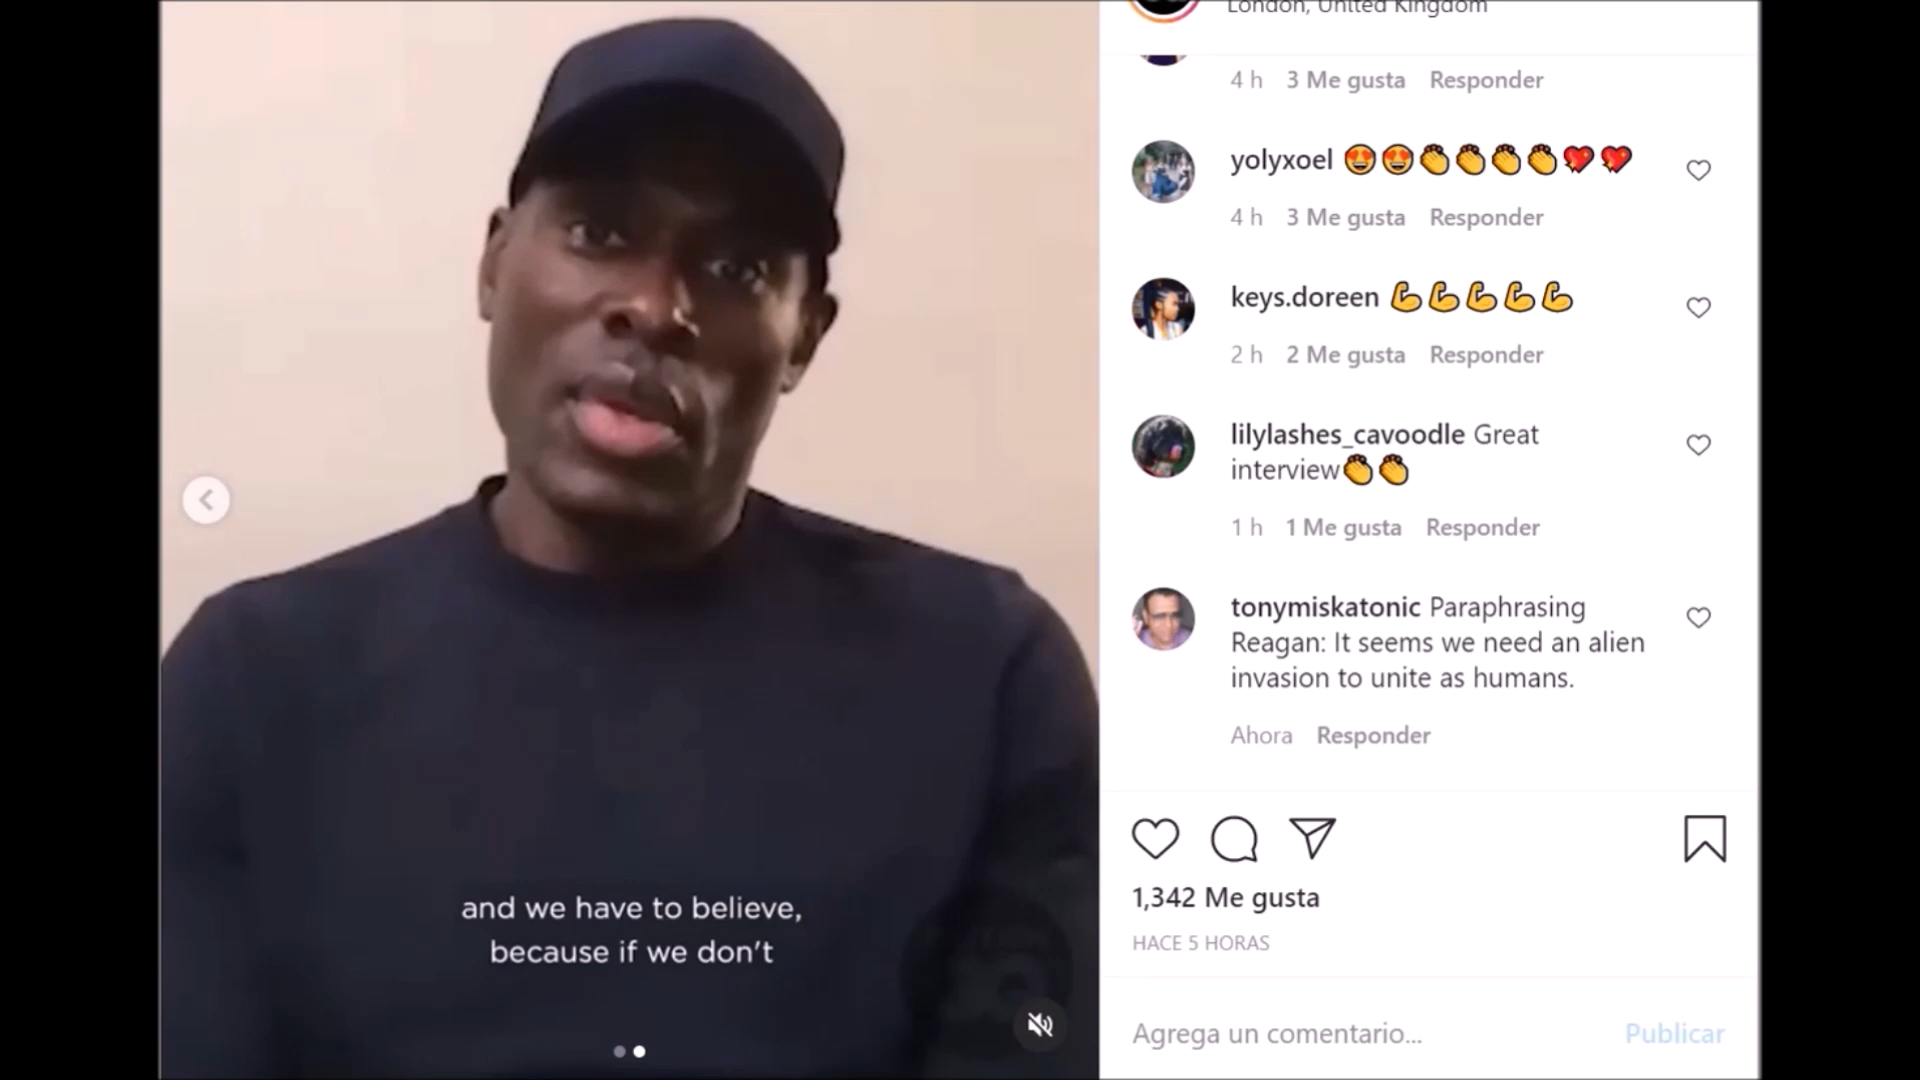 London, United Kingdom
4 h 3 Me gusta Responder
yolyxoel
4 h 3 Me gusta Responder
keys.doreen
2 h 2 Me gusta Responder
lilylashes_cavoodle Great
interview
1 h 1 Me gusta Responder
tonymiskatonic Paraphrasing
Reagan: It seems we need an alien
invasion to unite as humans.
Ahora Responder
1,342 Me gusta
HACE 5 HORAS
Agrega un comentario... Publicar
and we have to believe,
because if we don't